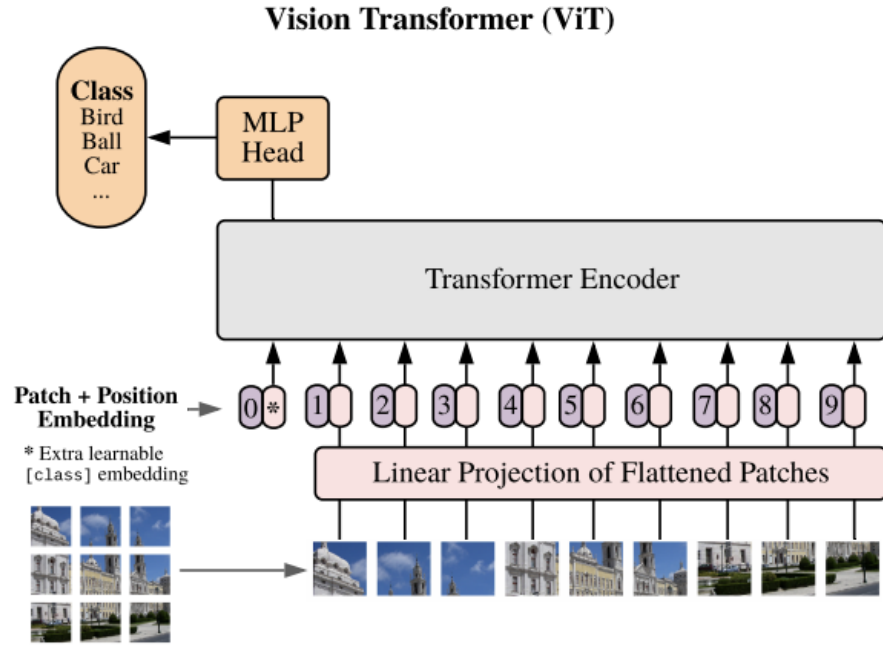 Vision Transformer (ViT)
Class
Bird
Ball
Car
...
MLP
Head
Transformer Encoder
Patch + Position
Embedding
0 * 1 2 3 4 5 6 7 8 9
* Extra learnable
[class] embedding
Linear Projection of Flattened Patches